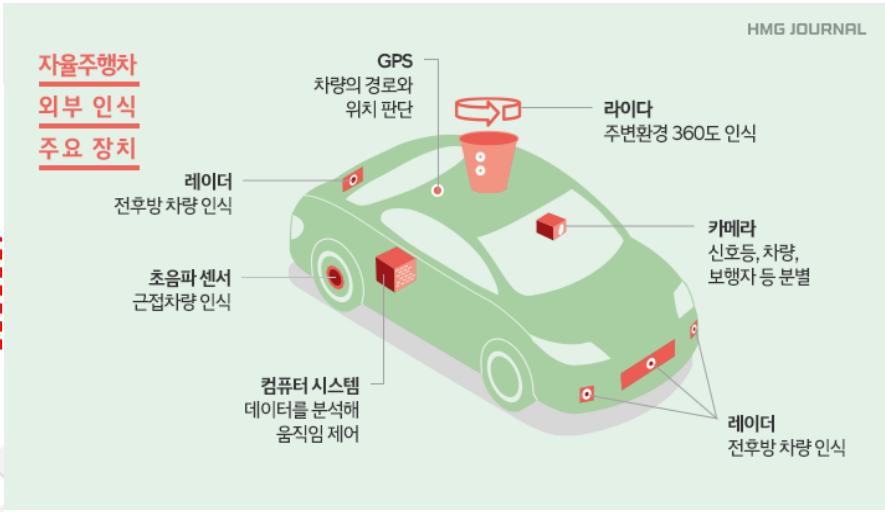 HMG JOURNAL
자율주행차
외부 인식
주요 장치
GPS
차량의 경로와
위치 판단
라이다
주변환경 360도 인식
레이더
전후방 차량 인식
카메라
신호등, 차량,
보행자 등 분별
초음파 센서
근접차량 인식
컴퓨터 시스템
데이터를 분석해
움직임 제어
레이더
전후방 차량 인식